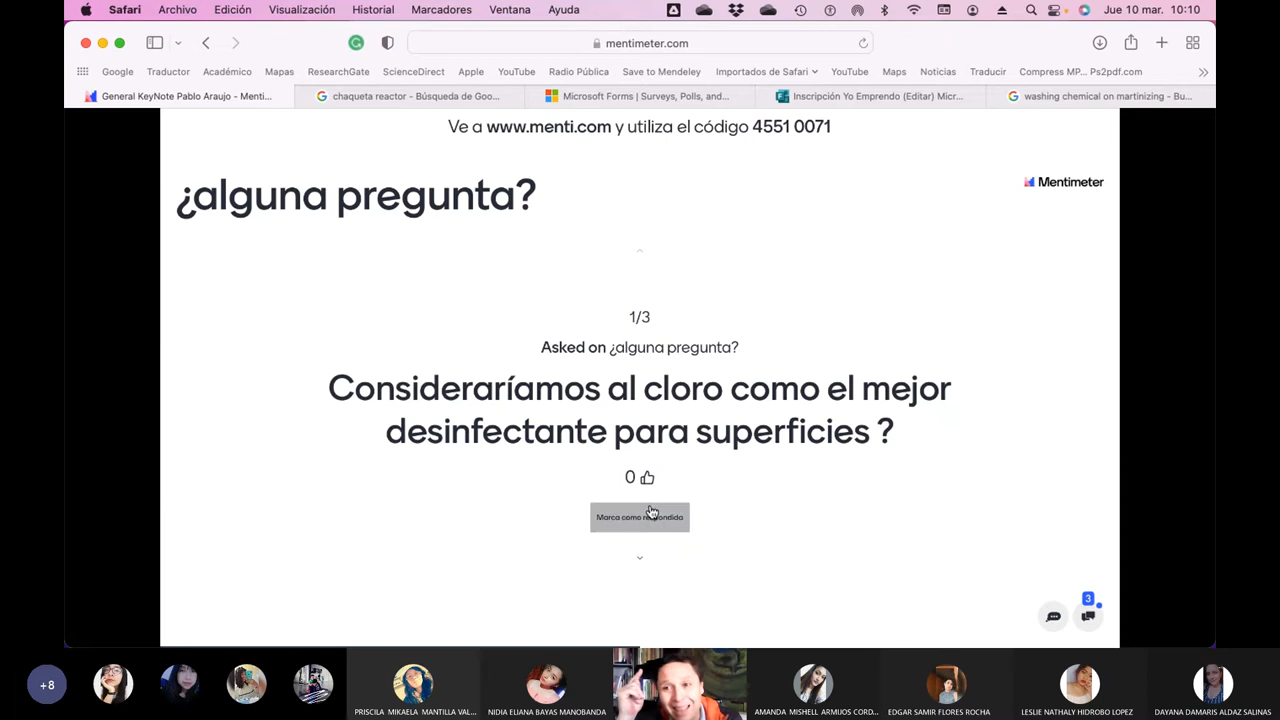 Safari Archivo Edición Visualización Historial Marcadores Ventana Ayuda Jue 10 mar. 10:10
mentimeter.com
Google Traductor Académico Mapas ResearchGate ScienceDirect Apple YouTube Radio Pública Save to Mendeley Importados de Safari YouTube Maps Noticias Traducir Compress MP... Ps2pdf.com
General KeyNote Pablo Araujo - Menti... chaqueta reactor - Búsqueda de Goo... Microsoft Forms | Surveys, Polls, and... Inscripción Yo Emprendo (Editar) Micr... washing chemical on martinizing - Bu...
Ve a www.menti.com y utiliza el código 4551 0071
¿alguna pregunta?
Mentimeter
1/3
Asked on ¿alguna pregunta?
Consideraríamos al cloro como el mejor
desinfectante para superficies ?
0
Marca como respondida
3
+8
PRISCILA MIKAELA MANTILLA VAL... NIDIA ELIANA BAYAS MANOBANDA AMANDA MISHELL ARMIJOS CORD... EDGAR SAMIR FLORES ROCHA LESLIE NATHALY HIDROBO LOPEZ DAYANA DAMARIS ALDAZ SALINAS